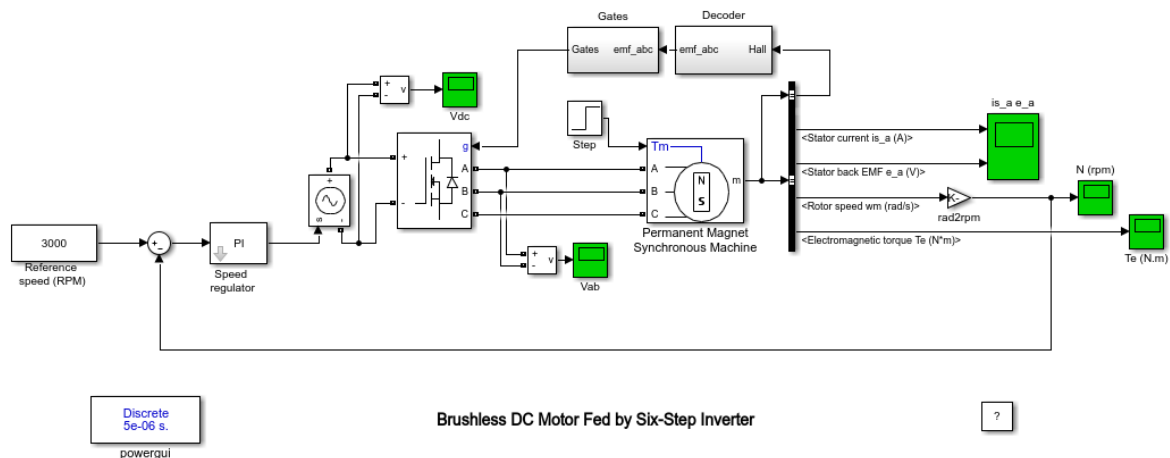 Gates
Decoder
Gates emf_abc
emf_abc Hall
+
-
v
Vdc
Step
is_a e_a
<Stator current is_a (A)>
<Stator back EMF e_a (V)>
N (rpm)
<Rotor speed wm (rad/s)>
K-
rad2rpm
<Electromagnetic torque Te (N*m)>
Te (N.m)
g
+
-
A
B
C
Tm
A
B
C
N
S
m
Permanent Magnet
Synchronous Machine
+
s
-
3000
Reference
speed (RPM)
+
-
PI
Speed
regulator
+
-
v
Vab
Discrete
5e-06 s.
powergui
Brushless DC Motor Fed by Six-Step Inverter
?